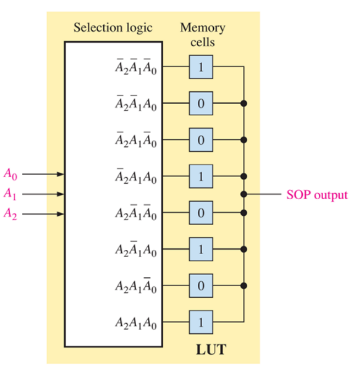 Selection logic Memory
cells
A̅₂A̅₁A̅₀ 1
A̅₂A̅₁A₀ 0
A̅₂A₁A̅₀ 0
A₀
A̅₂A₁A₀ 1
A₁ SOP output
A₂
A₂A̅₁A̅₀ 0
A₂A̅₁A₀ 1
A₂A₁A̅₀ 0
A₂A₁A₀ 1
LUT